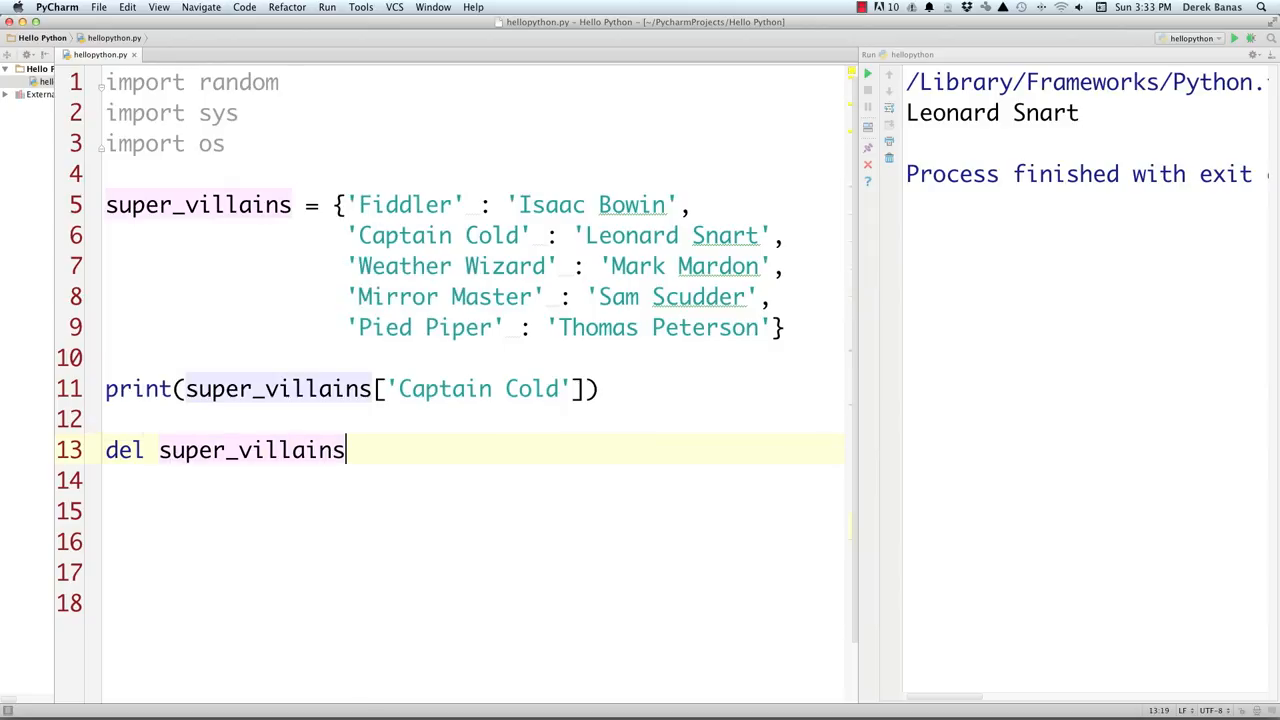 PyCharm File Edit View Navigate Code Refactor Run Tools VCS Window Help 10 Sun 3:33 PM Derek Banas
hellopython.py - Hello Python - [~/PycharmProjects/Hello Python]
Hello Python hellopython.py hellopython
hellopython.py × Run hellopython
Hello P
hell
Extern
1 import random
2 import sys
3 import os
4
5 super_villains = {'Fiddler' : 'Isaac Bowin',
6 'Captain Cold' : 'Leonard Snart',
7 'Weather Wizard' : 'Mark Mardon',
8 'Mirror Master' : 'Sam Scudder',
9 'Pied Piper' : 'Thomas Peterson'}
10
11 print(super_villains['Captain Cold'])
12
13 del super_villains
14
15
16
17
18
/Library/Frameworks/Python.
Leonard Snart
Process finished with exit
13:19 LF UTF-8